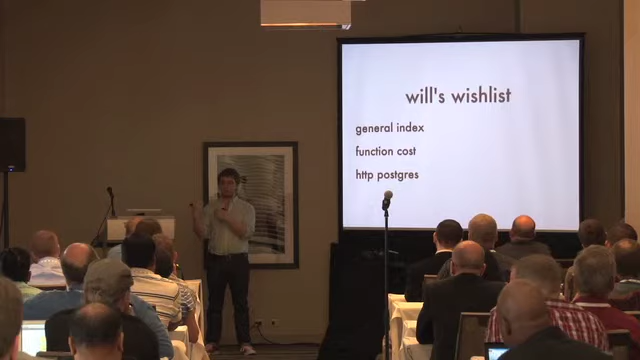 will's wishlist
general index
function cost
http postgres